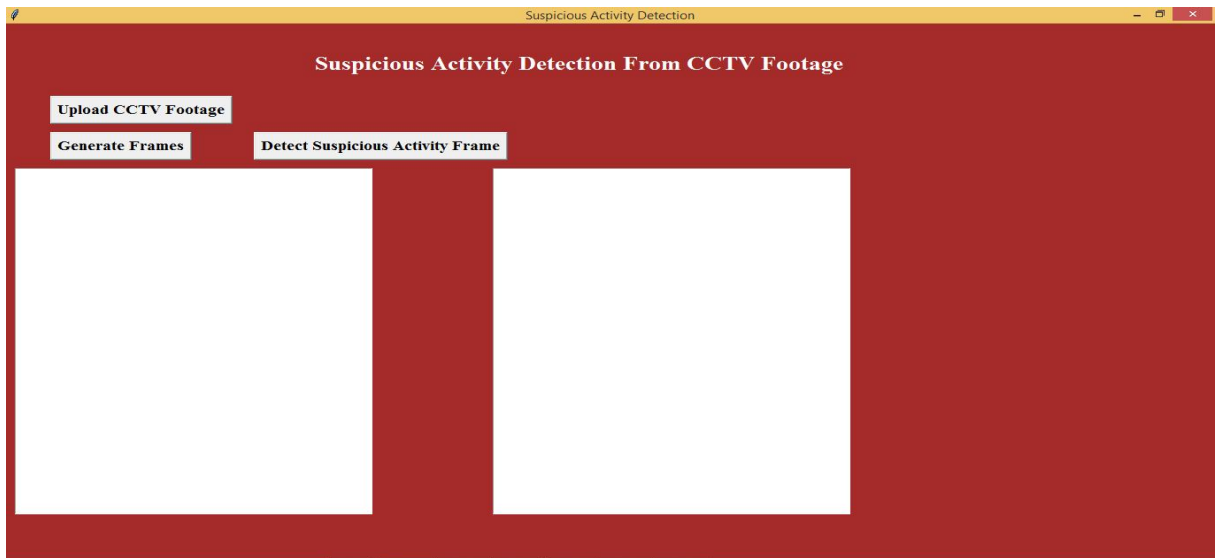 Suspicious Activity Detection
Suspicious Activity Detection From CCTV Footage
Upload CCTV Footage
Generate Frames
Detect Suspicious Activity Frame